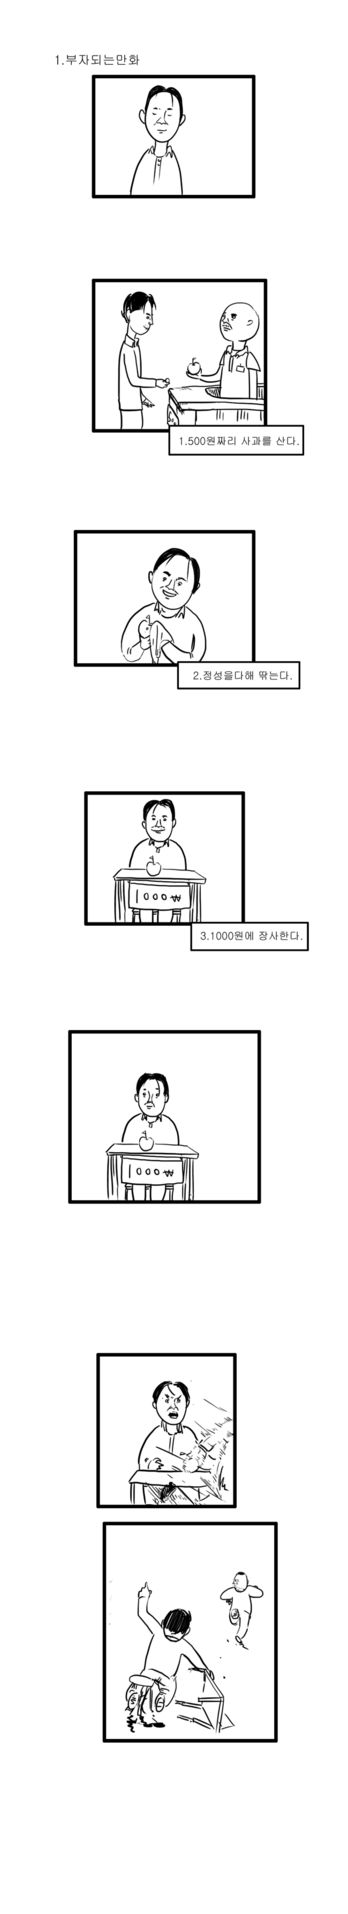 1.부자되는만화
1.500원짜리 사과를 산다.
2.정성을다해 딲는다.
1000₩
3.1000원에 장사한다.
1000₩